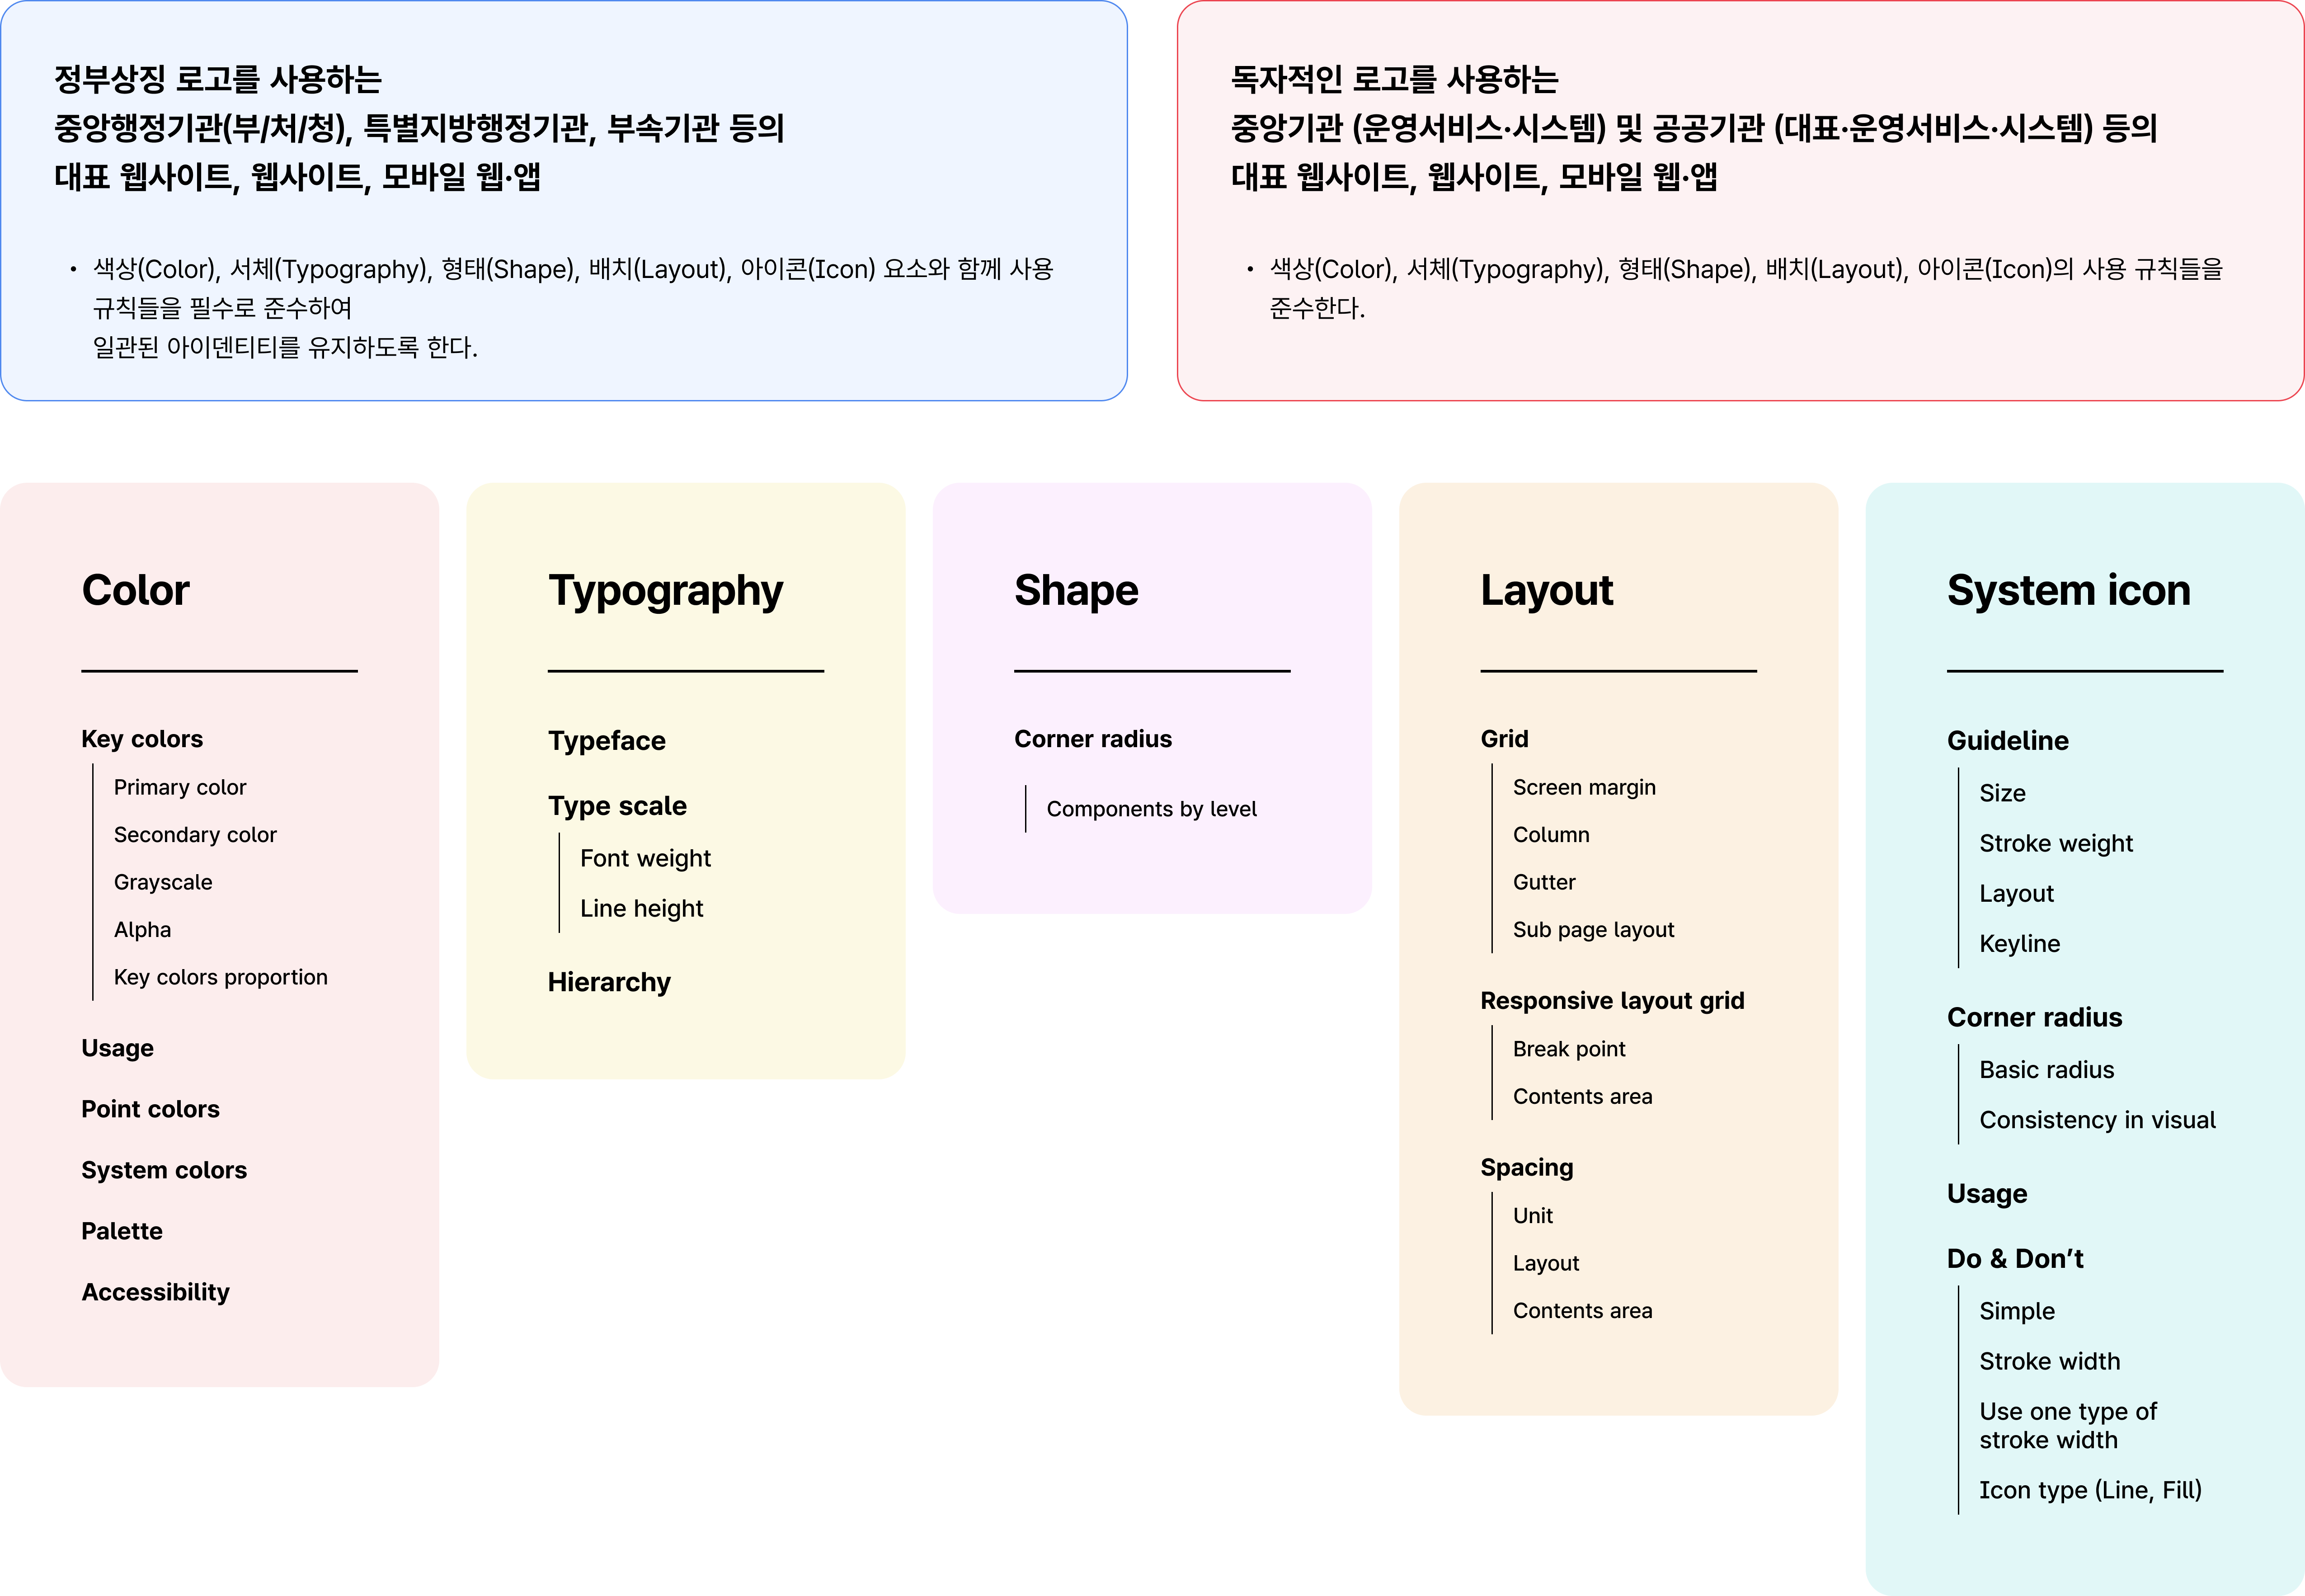 정부상징 로고를 사용하는
중앙행정기관(부/처/청), 특별지방행정기관, 부속기관 등의
대표 웹사이트, 웹사이트, 모바일 웹·앱
• 색상(Color), 서체(Typography), 형태(Shape), 배치(Layout), 아이콘(Icon) 요소와 함께 사용
규칙들을 필수로 준수하여
일관된 아이덴티티를 유지하도록 한다.
독자적인 로고를 사용하는
중앙기관 (운영서비스·시스템) 및 공공기관 (대표·운영서비스·시스템) 등의
대표 웹사이트, 웹사이트, 모바일 웹·앱
• 색상(Color), 서체(Typography), 형태(Shape), 배치(Layout), 아이콘(Icon)의 사용 규칙들을
준수한다.
Color
Key colors
Primary color
Secondary color
Grayscale
Alpha
Key colors proportion
Usage
Point colors
System colors
Palette
Accessibility
Typography
Typeface
Type scale
Font weight
Line height
Hierarchy
Shape
Corner radius
Components by level
Layout
Grid
Screen margin
Column
Gutter
Sub page layout
Responsive layout grid
Break point
Contents area
Spacing
Unit
Layout
Contents area
System icon
Guideline
Size
Stroke weight
Layout
Keyline
Corner radius
Basic radius
Consistency in visual
Usage
Do & Don’t
Simple
Stroke width
Use one type of
stroke width
Icon type (Line, Fill)